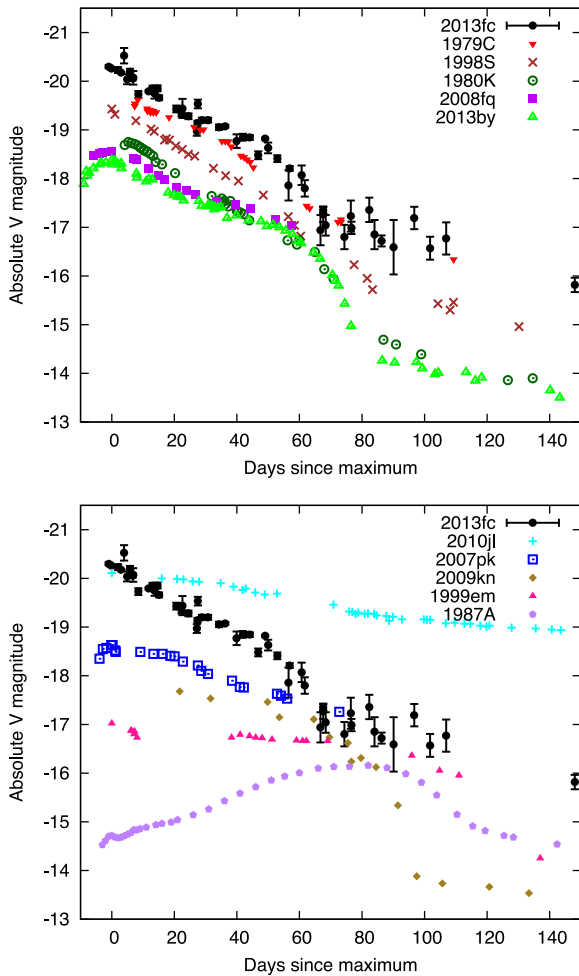 -21
-20
-19
-18
-17
-16
-15
-14
-13
Absolute V magnitude
2013fc
1979C
1998S
1980K
2008fq
2013by
0 20 40 60 80 100 120 140
Days since maximum
-21
-20
-19
-18
-17
-16
-15
-14
-13
Absolute V magnitude
2013fc
2010jl
2007pk
2009kn
1999em
1987A
0 20 40 60 80 100 120 140
Days since maximum